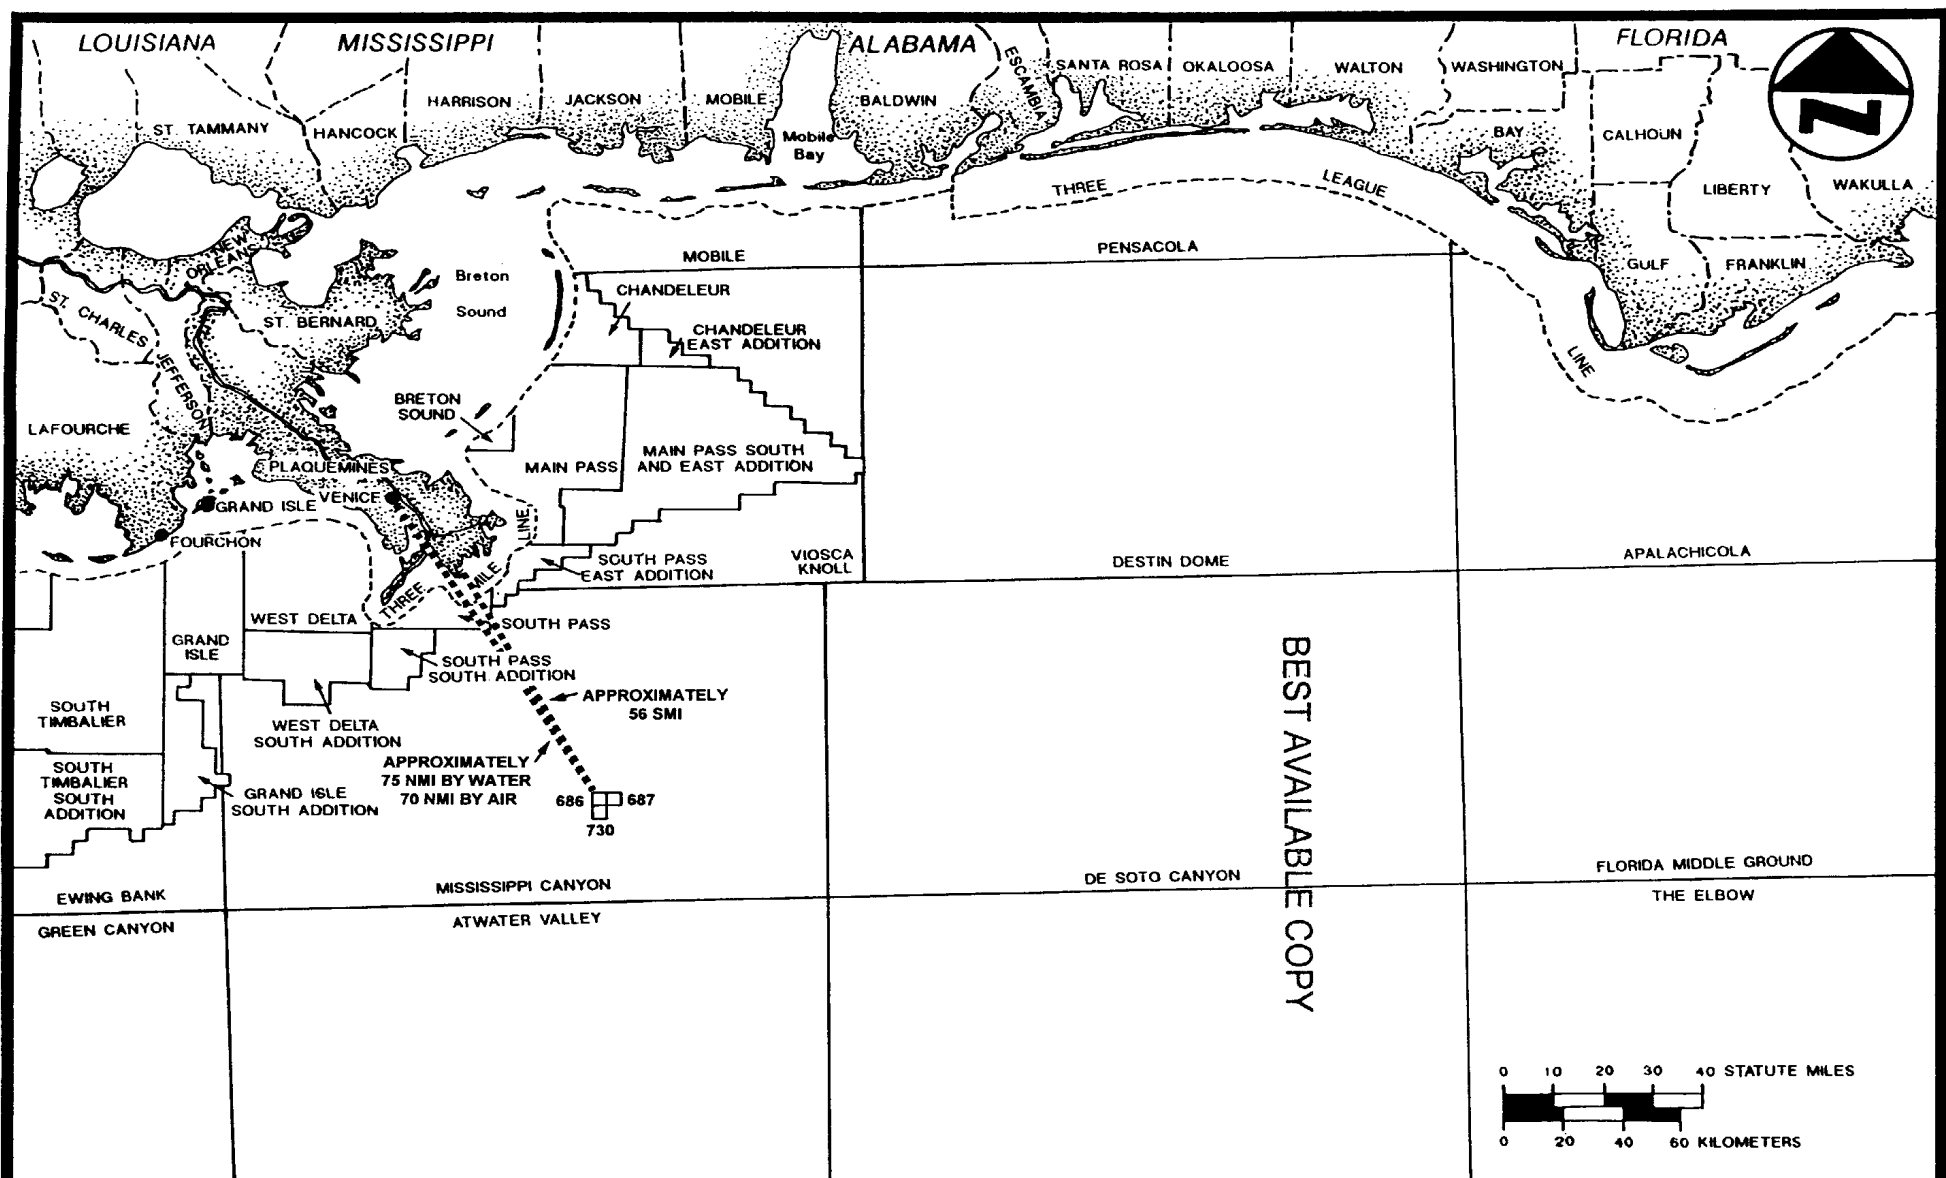 LOUISIANA
MISSISSIPPI
ALABAMA
FLORIDA
ESCAMBIA
SANTA ROSA
OKALOOSA
WALTON
WASHINGTON
HARRISON
JACKSON
MOBILE
BALDWIN
ST. TAMMANY
HANCOCK
Mobile
Bay
BAY
CALHOUN
LIBERTY
WAKULLA
N
THREE
LEAGUE
LINE
NEW
ORLEANS
MOBILE
PENSACOLA
GULF
FRANKLIN
Breton
Sound
CHANDELEUR
ST. CHARLES
ST. BERNARD
CHANDELEUR
EAST ADDITION
JEFFERSON
BRETON
SOUND
LAFOURCHE
PLAQUEMINES
MAIN PASS
MAIN PASS SOUTH
AND EAST ADDITION
VENICE
GRAND ISLE
FOURCHON
LINE
MILE
THREE
SOUTH PASS
EAST ADDITION
VIOSCA
KNOLL
DESTIN DOME
APALACHICOLA
WEST DELTA
SOUTH PASS
GRAND
ISLE
SOUTH PASS
SOUTH ADDITION
APPROXIMATELY
56 SMI
SOUTH
TIMBALIER
WEST DELTA
SOUTH ADDITION
APPROXIMATELY
75 NMI BY WATER
70 NMI BY AIR
SOUTH
TIMBALIER
SOUTH
ADDITION
GRAND ISLE
SOUTH ADDITION
686
687
730
BEST AVAILABLE COPY
EWING BANK
MISSISSIPPI CANYON
DE SOTO CANYON
FLORIDA MIDDLE GROUND
GREEN CANYON
ATWATER VALLEY
THE ELBOW
0 10 20 30 40 STATUTE MILES
0 20 40 60 KILOMETERS